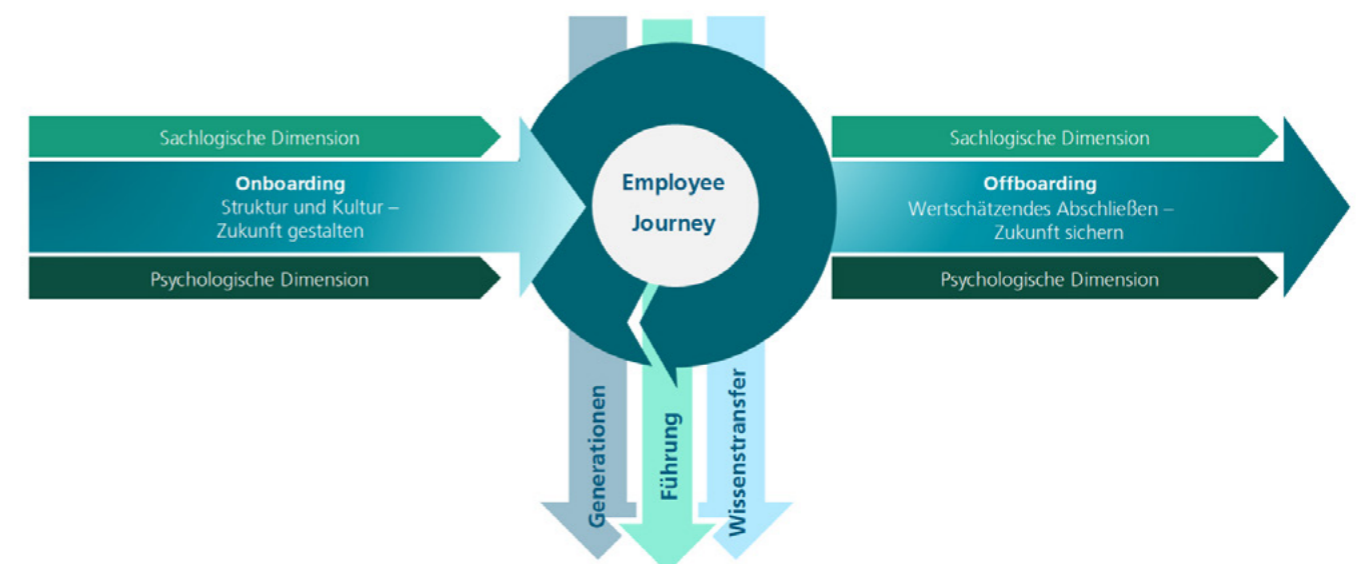 Sachlogische Dimension
Onboarding
Struktur und Kultur –
Zukunft gestalten
Psychologische Dimension
Employee
Journey
Sachlogische Dimension
Offboarding
Wertschätzendes Abschließen –
Zukunft sichern
Psychologische Dimension
Generationen
Führung
Wissenstransfer